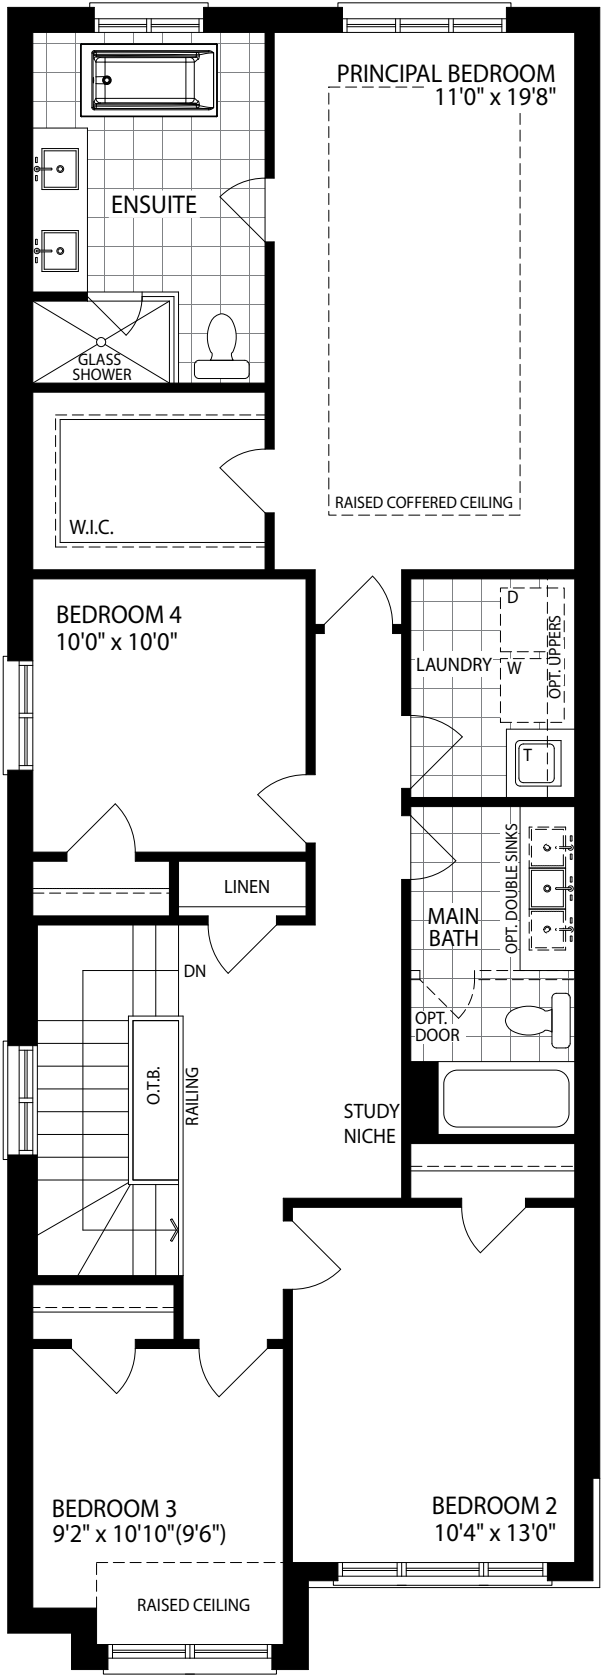 PRINCIPAL BEDROOM
11'0" x 19'8"
ENSUITE
GLASS
SHOWER
RAISED COFFERED CEILING
W.I.C.
BEDROOM 4
10'0" x 10'0"
D
OPT. UPPERS
LAUNDRY
W
T
OPT. DOUBLE SINKS
LINEN
MAIN
BATH
DN
OPT.
DOOR
O.T.B.
RAILING
STUDY
NICHE
BEDROOM 3
9'2" x 10'10"(9'6")
BEDROOM 2
10'4" x 13'0"
RAISED CEILING